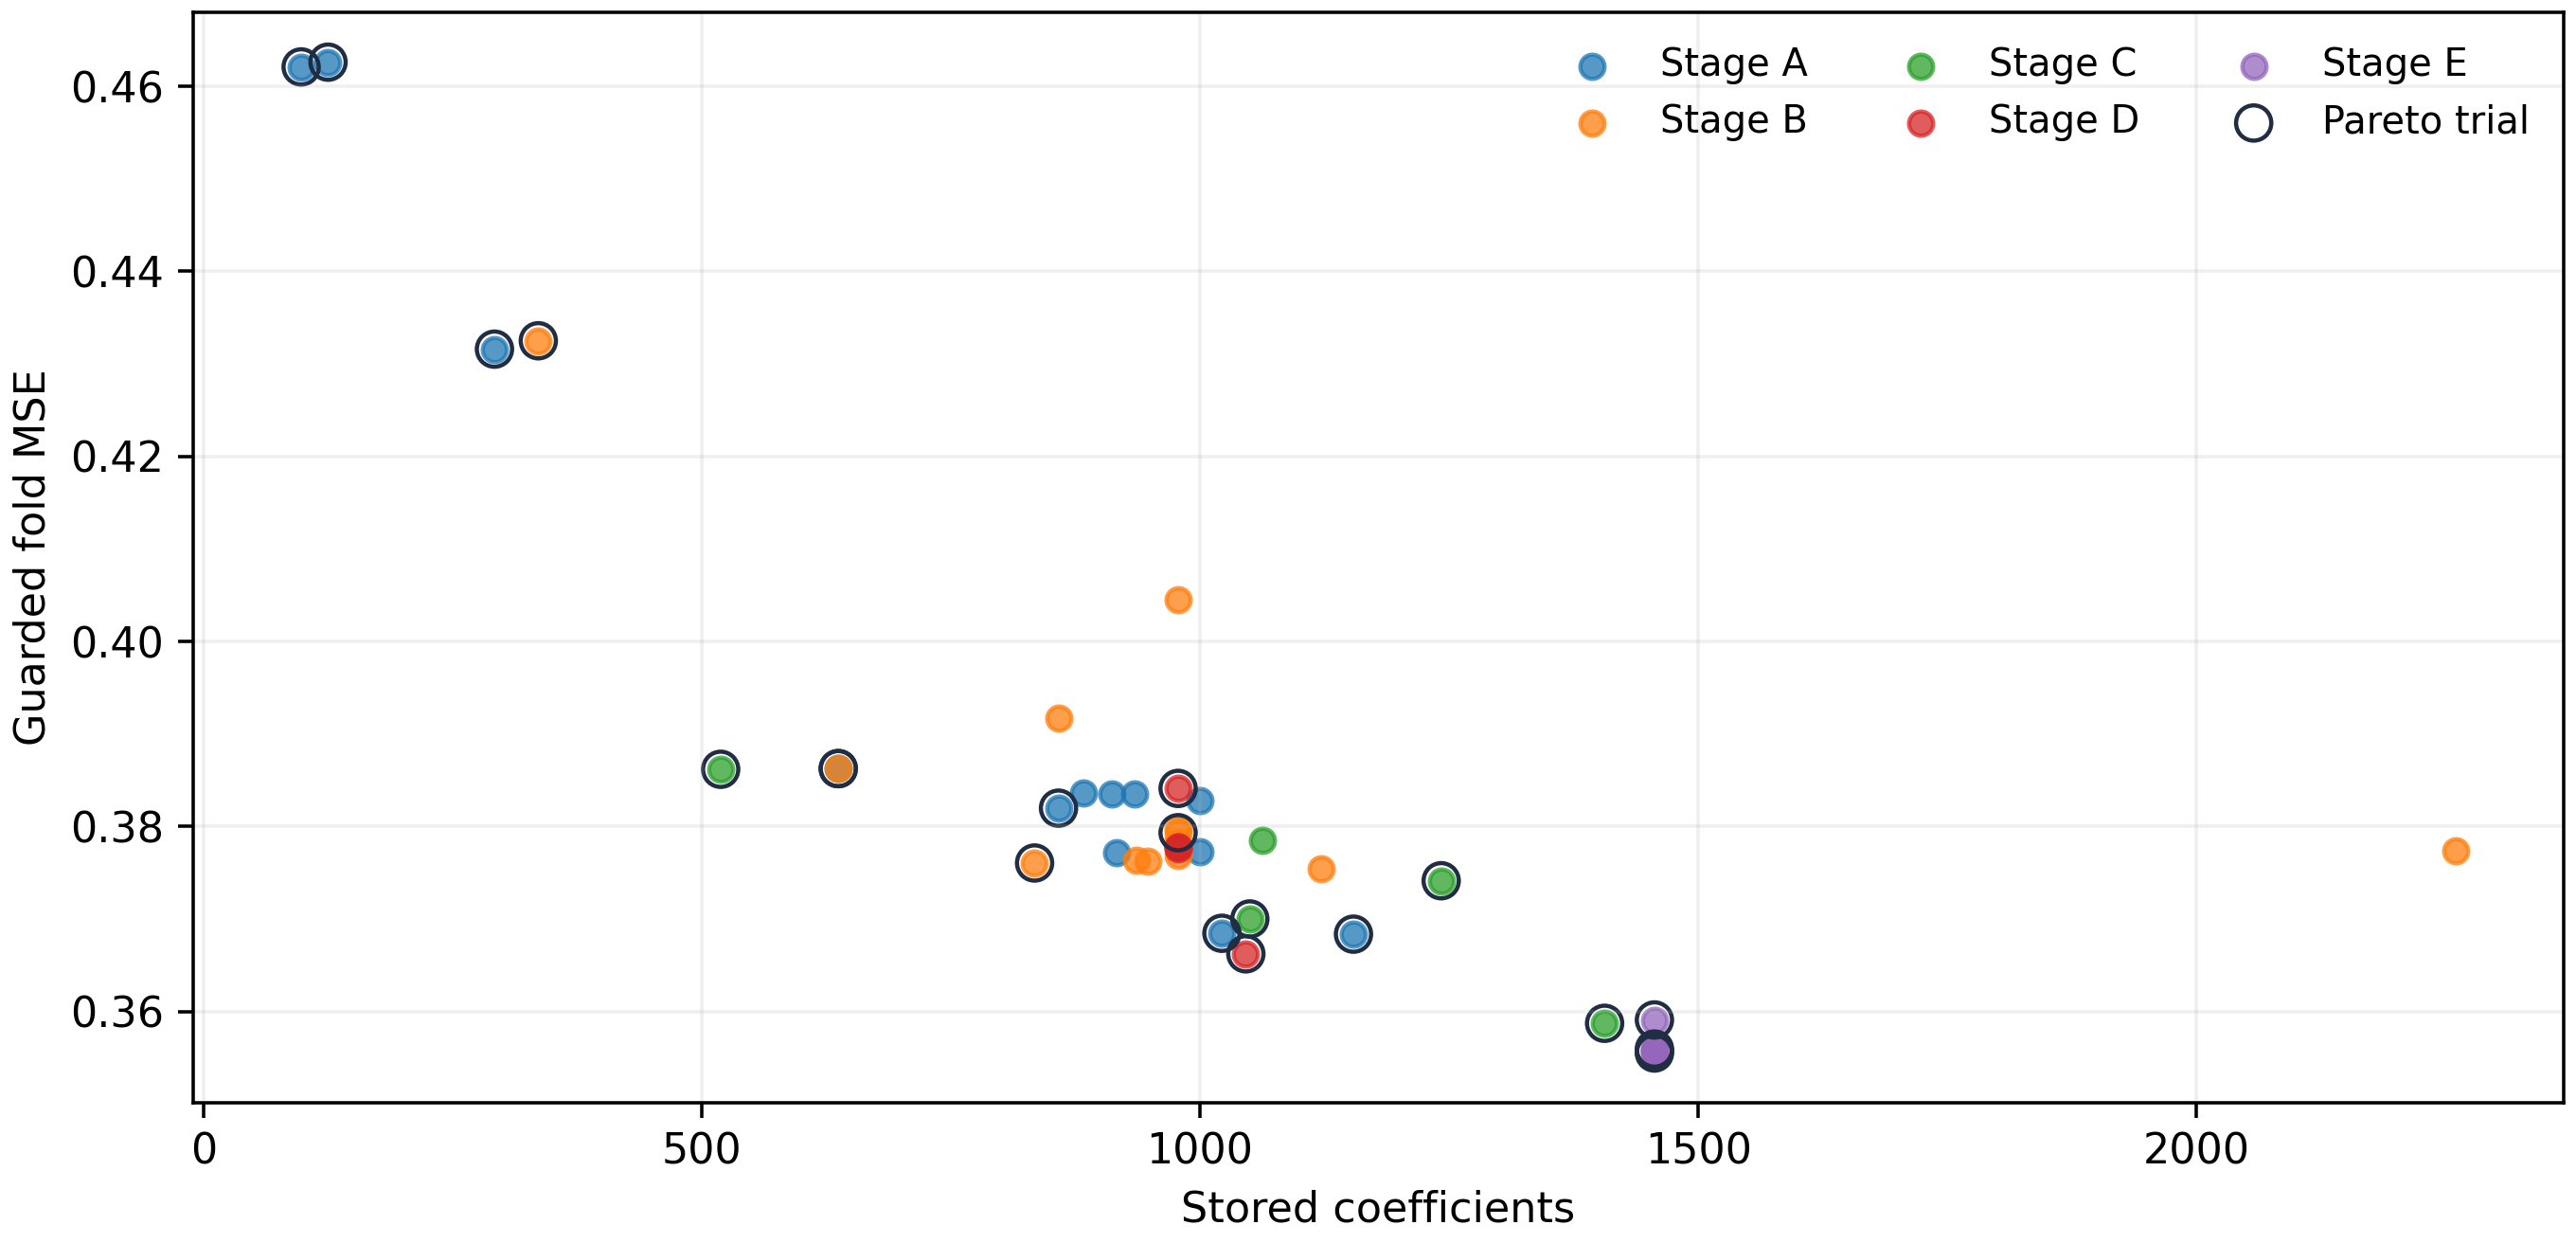 Stage A
Stage B
Stage C
Stage D
Stage E
Pareto trial
Guarded fold MSE
0.46
0.44
0.42
0.40
0.38
0.36
0 500 1000 1500 2000
Stored coefficients